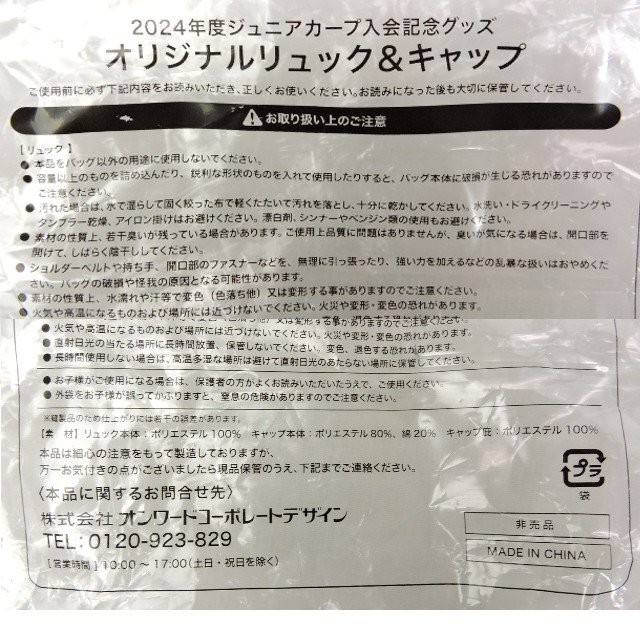 2024年度ジュニアカープ入会記念グッズ
オリジナルリュック&キャップ
ご使用前に必ず下記内容をお読みいただき、正しくお使いください。お読みになった後も大切に保管してください。
お取り扱い上のご注意
【リュック】
●本品をバッグ以外の用途に使用しないでください。
●容量以上のものを詰め込んだり、鋭利な形状のものを入れて使用したりすると、バッグ本体に破損が生じる恐れがありますので
ご注意ください。
●汚れた場合は、水で湿らして固く絞った布で軽くたたいて汚れを落とし、十分に乾かしてください。水洗い・ドライクリーニングや
タンブラー乾燥、アイロン掛けはお避けください。漂白剤、シンナーやベンジン類の使用もお避けください。
●素材の性質上、若干臭いが残っている場合があります。ご使用上品質に問題はありませんが、臭いが気になる場合は、開口部を
開けて、しばらく陰干ししてください。
●ショルダーベルトや持ち手、開口部のファスナーなどを、無理に引っ張ったり、強い力を加えるなどの乱暴な扱いはおやめくだ
さい。バッグの破損や怪我の原因となる可能性があります。
●素材の性質上、水濡れや汗等で変色（色落ち他）又は変形する事がありますのでご注意ください。
●火気や高温になるものおよび場所には近づけないでください。火災や変形・変色の恐れがあります。
●火気や高温になるものおよび場所には近づけないでください。火災や変形・変色の恐れがあります。
●直射日光の当たる場所に長時間放置、保管しないでください。変色、退色する恐れがあります。
●長時間使用しない場合は、高温多湿な場所は避けて直射日光のあたらない場所に保管してください。
●お子様がご使用になる場合は、保護者の方がよくお読みいただいたうえで、ご使用ください。
●外袋をお子様が誤ってかぶりますと、窒息の危険がありますのでご注意ください。
※縫製品のため仕上がりには若干の誤差があります。
【素 材】リュック本体：ポリエステル100% キャップ本体：ポリエステル80%、綿20% キャップ庇：ポリエステル100%
本品は細心の注意をもって製造しておりますが、
万一お気付きの点がございましたら現品保管のうえ、下記までご連絡ください。
〈本品に関するお問合せ先〉
株式会社 オンワードコーポレートデザイン
TEL：0120-923-829
［営業時間］10:00～17:00（土日・祝日を除く）
プラ
袋
非売品
MADE IN CHINA